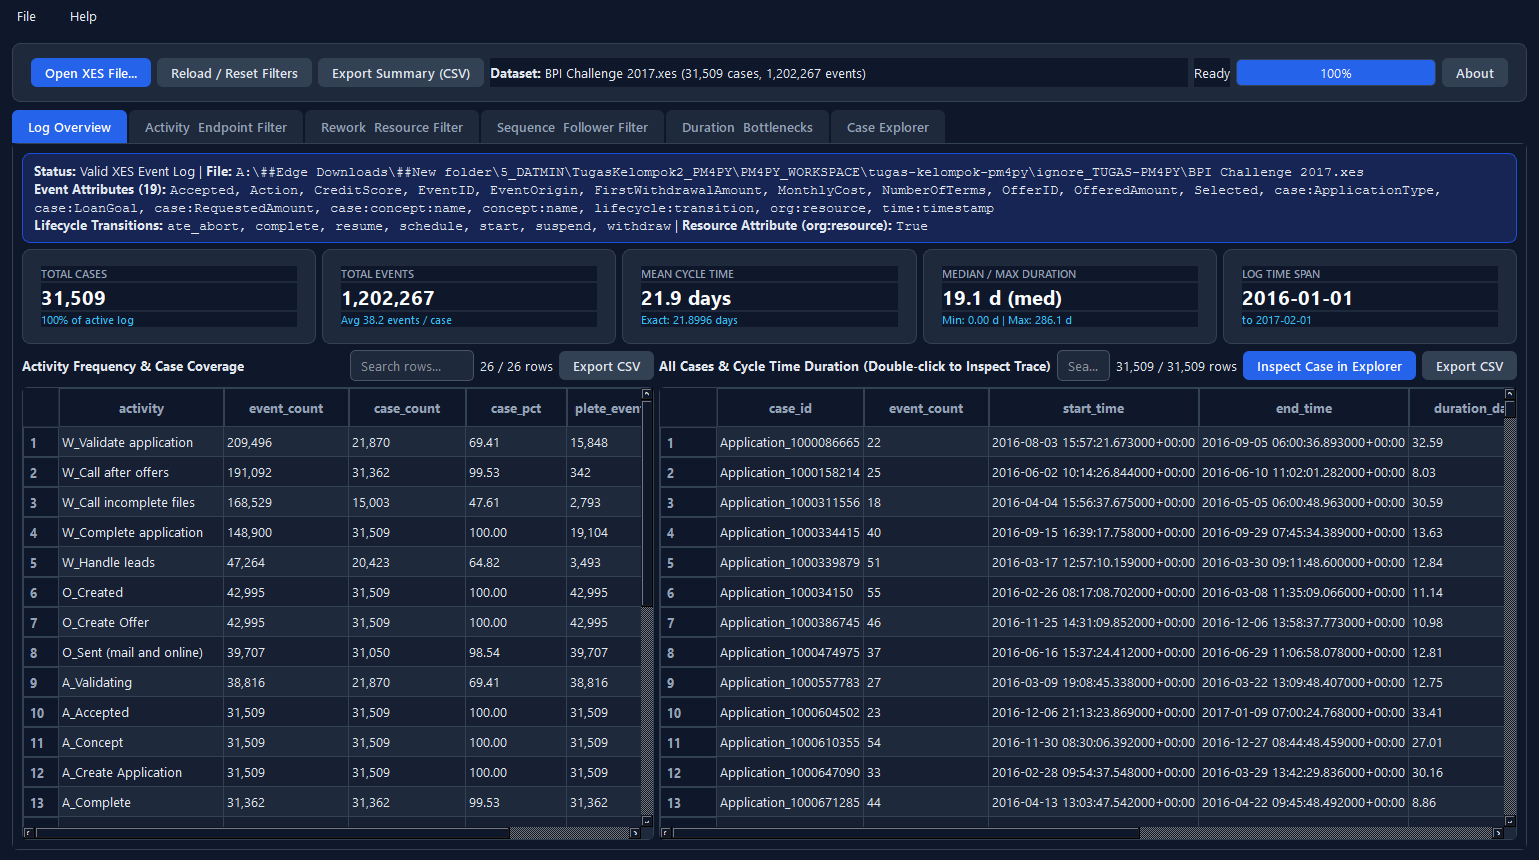 File Help
Open XES File... Reload / Reset Filters Export Summary (CSV) Dataset: BPI Challenge 2017.xes (31,509 cases, 1,202,267 events) Ready 100% About
Log Overview Activity Endpoint Filter Rework Resource Filter Sequence Follower Filter Duration Bottlenecks Case Explorer
Status: Valid XES Event Log | File: A:\##Edge Downloads\##New folder\5_DATMIN\TugasKelompok2_PM4PY\PM4PY_WORKSPACE\tugas-kelompok-pm4py\ignore_TUGAS-PM4PY\BPI Challenge 2017.xes
Event Attributes (19): Accepted, Action, CreditScore, EventID, EventOrigin, FirstWithdrawalAmount, MonthlyCost, NumberOfTerms, OfferID, OfferedAmount, Selected, case:ApplicationType,
case:LoanGoal, case:RequestedAmount, case:concept:name, concept:name, lifecycle:transition, org:resource, time:timestamp
Lifecycle Transitions: ate_abort, complete, resume, schedule, start, suspend, withdraw | Resource Attribute (org:resource): True
TOTAL CASES
31,509
100% of active log
TOTAL EVENTS
1,202,267
Avg 38.2 events / case
MEAN CYCLE TIME
21.9 days
Exact: 21.8996 days
MEDIAN / MAX DURATION
19.1 d (med)
Min: 0.00 d | Max: 286.1 d
LOG TIME SPAN
2016-01-01
to 2017-02-01
Activity Frequency & Case Coverage Search rows... 26 / 26 rows Export CSV
activity event_count case_count case_pct plete_even
1 W_Validate application 209,496 21,870 69.41 15,848
2 W_Call after offers 191,092 31,362 99.53 342
3 W_Call incomplete files 168,529 15,003 47.61 2,793
4 W_Complete application 148,900 31,509 100.00 19,104
5 W_Handle leads 47,264 20,423 64.82 3,493
6 O_Created 42,995 31,509 100.00 42,995
7 O_Create Offer 42,995 31,509 100.00 42,995
8 O_Sent (mail and online) 39,707 31,050 98.54 39,707
9 A_Validating 38,816 21,870 69.41 38,816
10 A_Accepted 31,509 31,509 100.00 31,509
11 A_Concept 31,509 31,509 100.00 31,509
12 A_Create Application 31,509 31,509 100.00 31,509
13 A_Complete 31,362 31,362 99.53 31,362
All Cases & Cycle Time Duration (Double-click to Inspect Trace) Sea... 31,509 / 31,509 rows Inspect Case in Explorer Export CSV
case_id event_count start_time end_time duration_da
1 Application_1000086665 22 2016-08-03 15:57:21.673000+00:00 2016-09-05 06:00:36.893000+00:00 32.59
2 Application_1000158214 25 2016-06-02 10:14:26.844000+00:00 2016-06-10 11:02:01.282000+00:00 8.03
3 Application_1000311556 18 2016-04-04 15:56:37.675000+00:00 2016-05-05 06:00:48.963000+00:00 30.59
4 Application_1000334415 40 2016-09-15 16:39:17.758000+00:00 2016-09-29 07:45:34.389000+00:00 13.63
5 Application_1000339879 51 2016-03-17 12:57:10.159000+00:00 2016-03-30 09:11:48.600000+00:00 12.84
6 Application_100034150 55 2016-02-26 08:17:08.702000+00:00 2016-03-08 11:35:09.066000+00:00 11.14
7 Application_1000386745 46 2016-11-25 14:31:09.852000+00:00 2016-12-06 13:58:37.773000+00:00 10.98
8 Application_1000474975 37 2016-06-16 15:37:24.412000+00:00 2016-06-29 11:06:58.078000+00:00 12.81
9 Application_1000557783 27 2016-03-09 19:08:45.338000+00:00 2016-03-22 13:09:48.407000+00:00 12.75
10 Application_1000604502 23 2016-12-06 21:13:23.869000+00:00 2017-01-09 07:00:24.768000+00:00 33.41
11 Application_1000610355 54 2016-11-30 08:30:06.392000+00:00 2016-12-27 08:44:48.459000+00:00 27.01
12 Application_1000647090 33 2016-02-28 09:54:37.548000+00:00 2016-03-29 13:42:29.836000+00:00 30.16
13 Application_1000671285 44 2016-04-13 13:03:47.542000+00:00 2016-04-22 09:45:48.492000+00:00 8.86